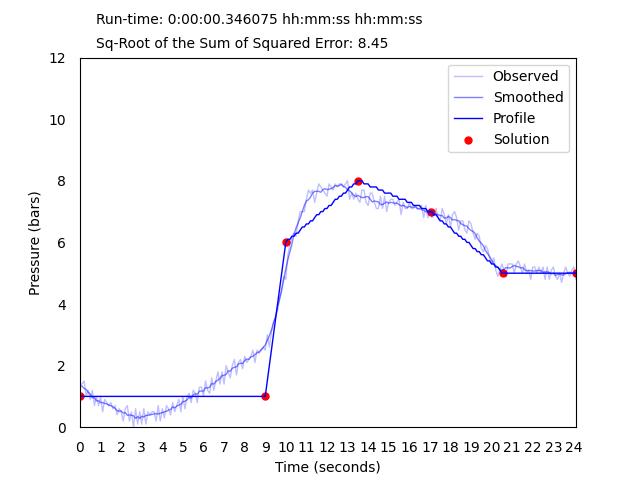 Run-time: 0:00:00.346075 hh:mm:ss hh:mm:ss
Sq-Root of the Sum of Squared Error: 8.45
12
10
8
6
4
2
0
Pressure (bars)
Observed
Smoothed
Profile
Solution
0 1 2 3 4 5 6 7 8 9 10 11 12 13 14 15 16 17 18 19 20 21 22 23 24
Time (seconds)